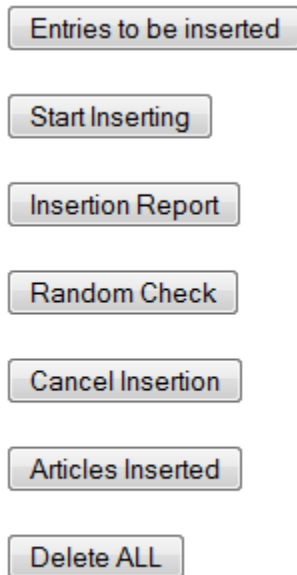 Entries to be inserted
Start Inserting
Insertion Report
Random Check
Cancel Insertion
Articles Inserted
Delete ALL